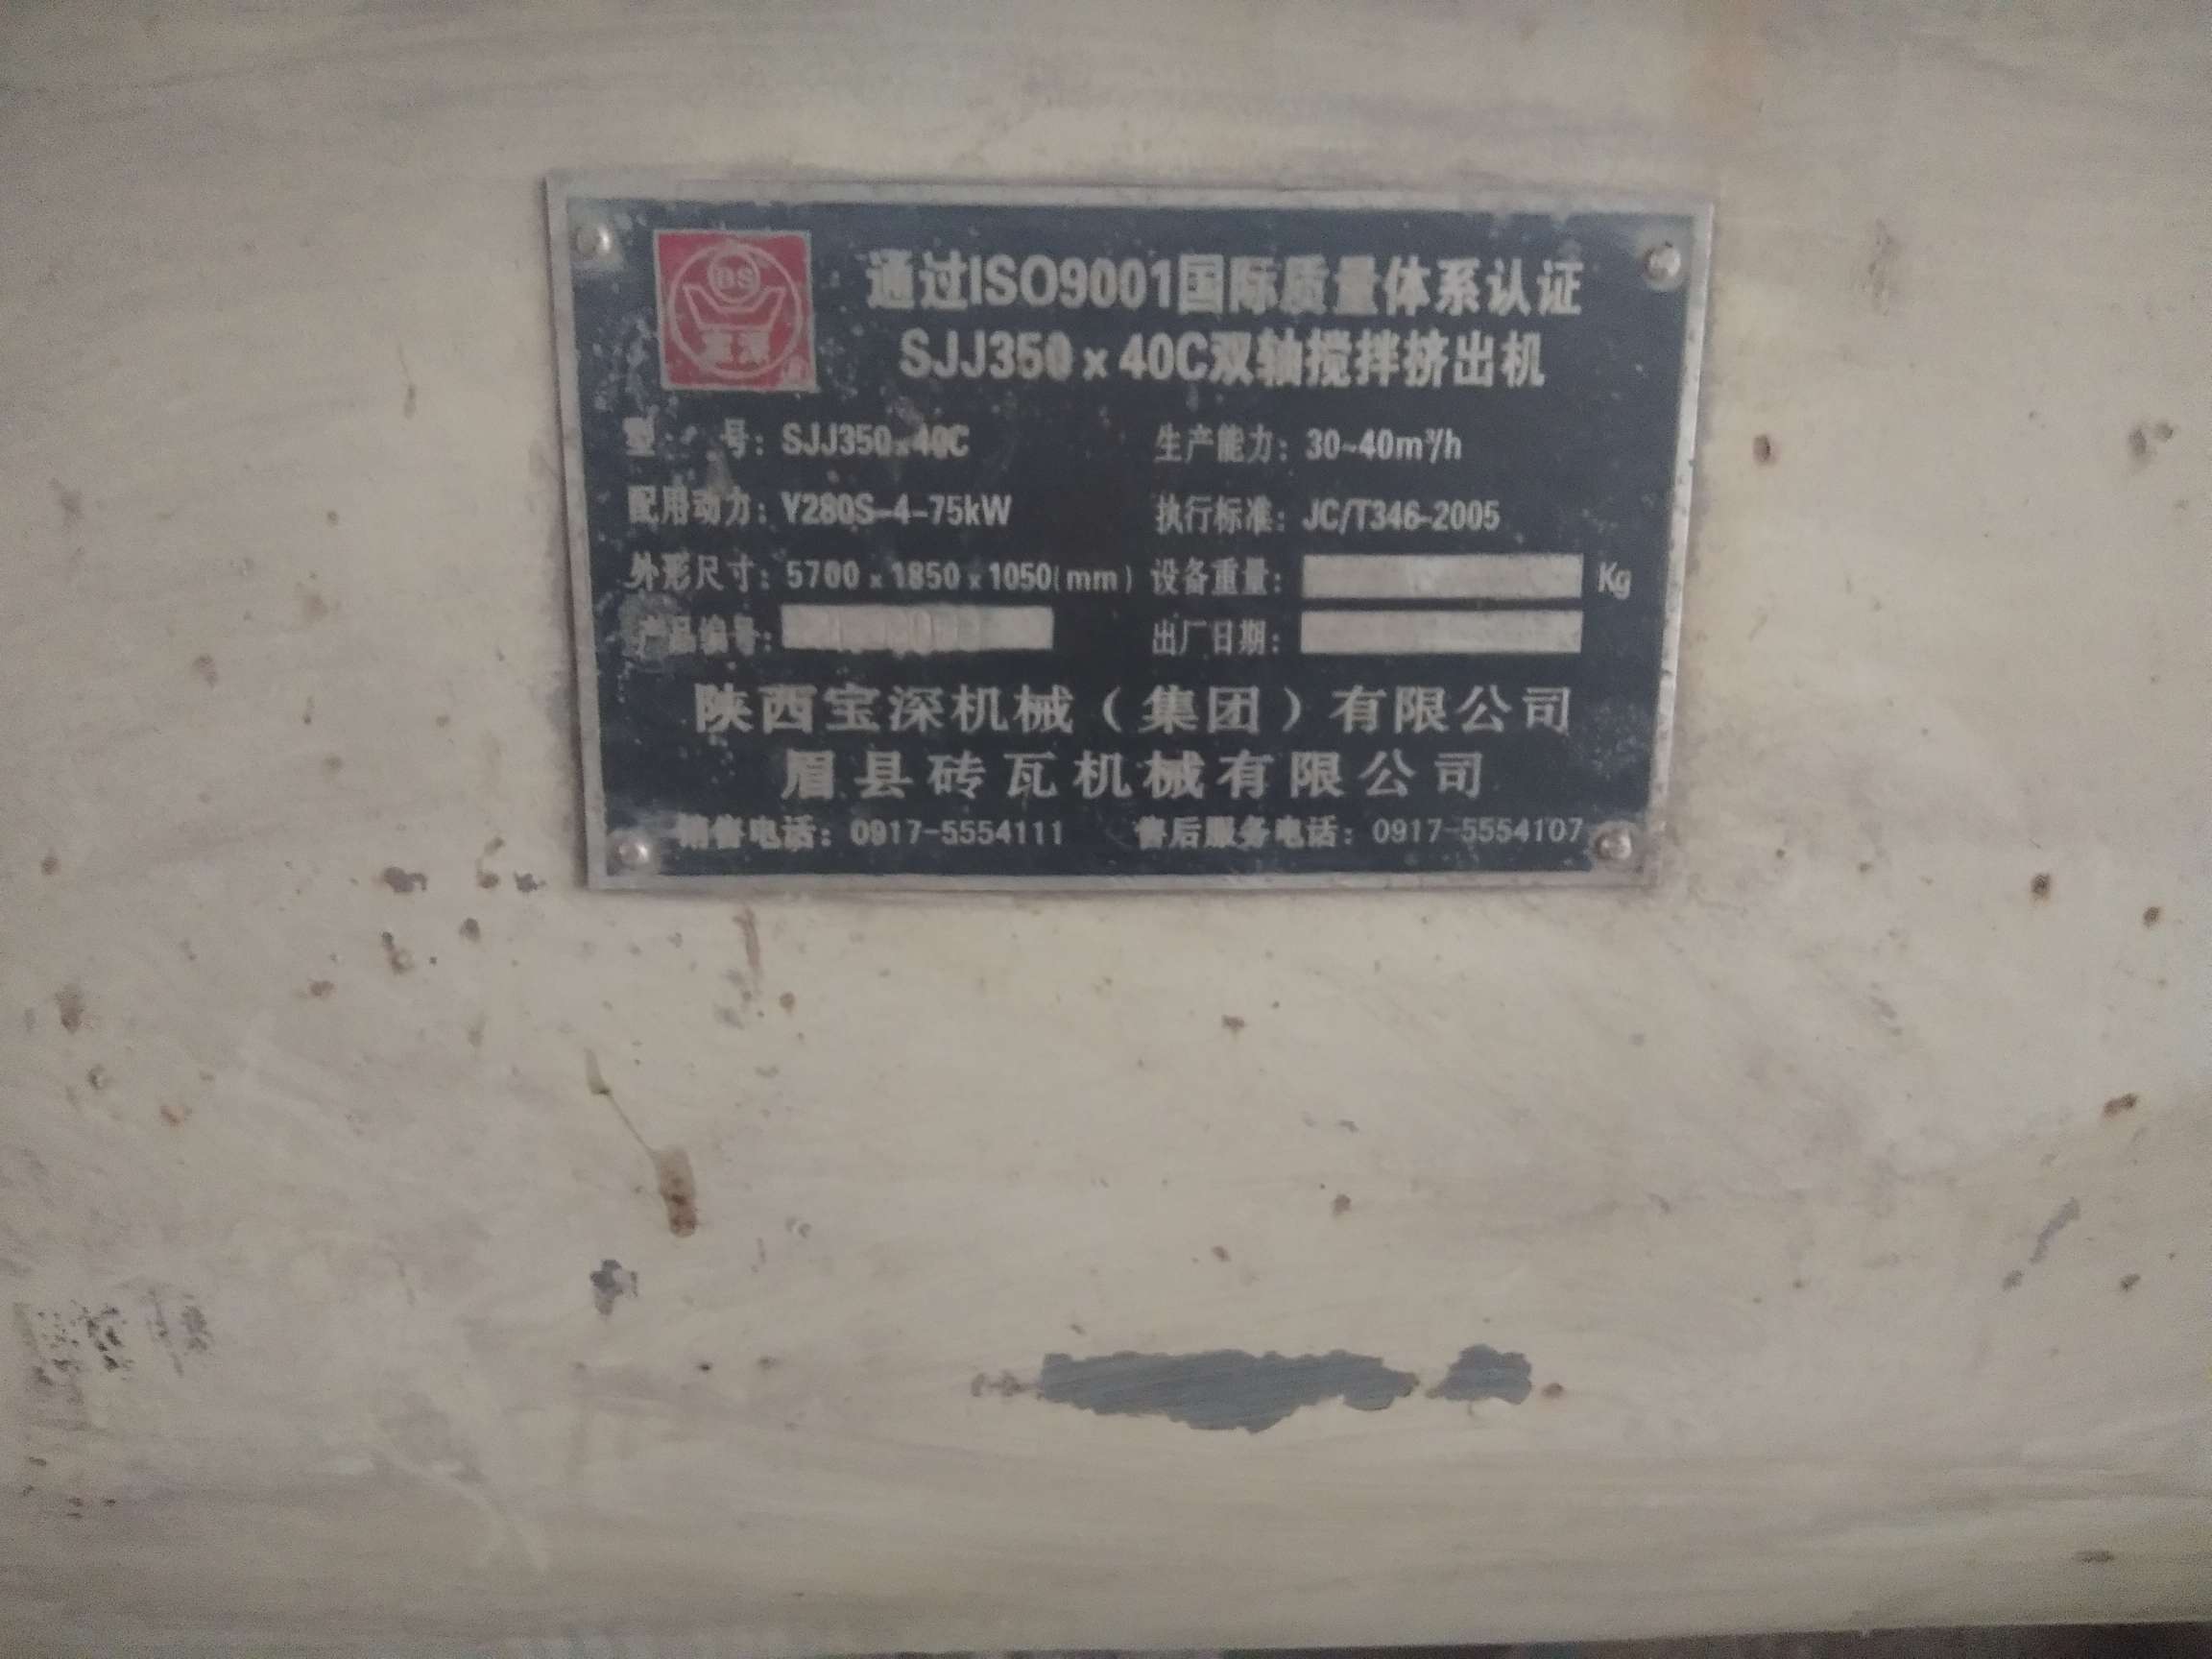 BS
宝深
通过ISO9001国际质量体系认证
SJJ350×40C双轴搅拌挤出机
型 号：SJJ350×40C 生产能力：30~40m³/h
配用动力：Y280S-4-75kW 执行标准：JC/T346-2005
外形尺寸：5700×1850×1050(mm) 设备重量： Kg
产品编号： 出厂日期：
陕西宝深机械（集团）有限公司
眉县砖瓦机械有限公司
销售电话：0917-5554111 售后服务电话：0917-5554107